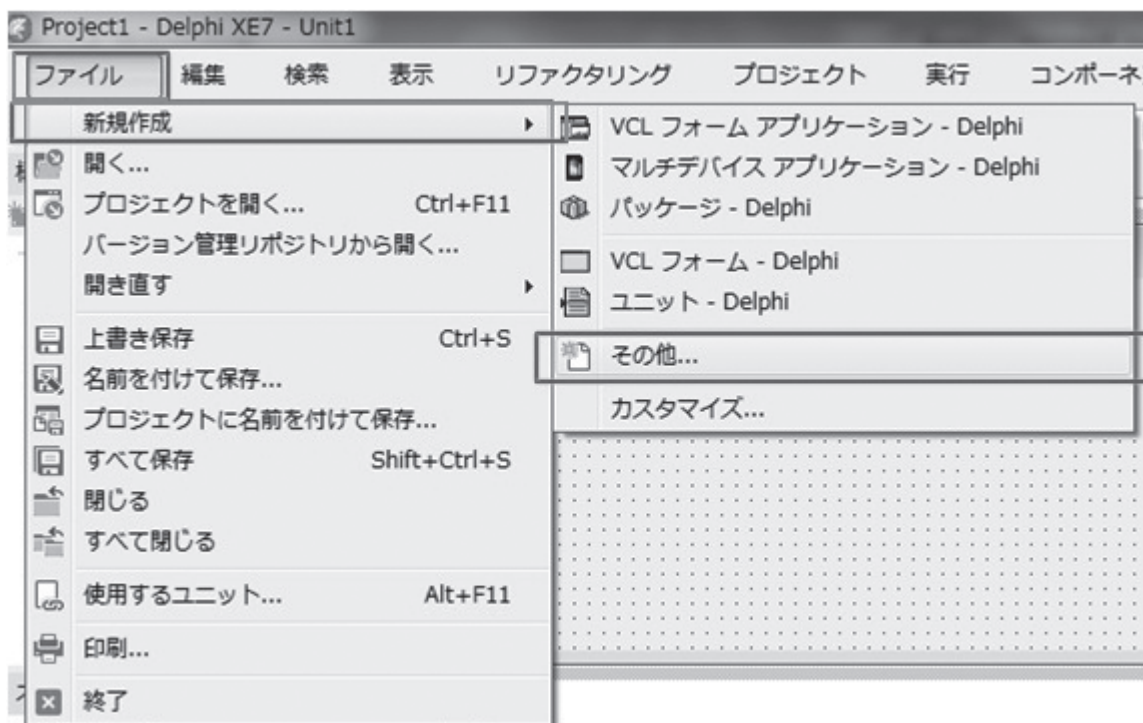 Project1 - Delphi XE7 - Unit1
ファイル 編集 検索 表示 リファクタリング プロジェクト 実行 コンポーネ
新規作成
開く...
プロジェクトを開く... Ctrl+F11
バージョン管理リポジトリから開く...
開き直す
上書き保存 Ctrl+S
名前を付けて保存...
プロジェクトに名前を付けて保存...
すべて保存 Shift+Ctrl+S
閉じる
すべて閉じる
使用するユニット... Alt+F11
印刷...
終了
VCL フォーム アプリケーション - Delphi
マルチデバイス アプリケーション - Delphi
パッケージ - Delphi
VCL フォーム - Delphi
ユニット - Delphi
その他...
カスタマイズ...